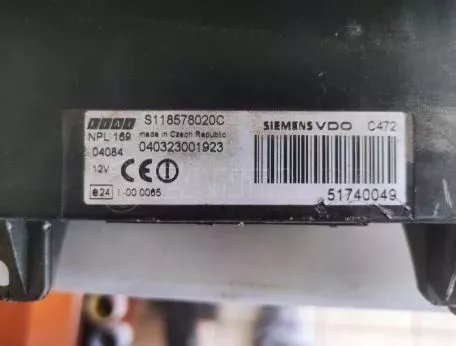 FIAT S118578020C SIEMENS VDO C472
NPL 169 made in Czech Republic
04084 040323001923
12V CE
e24 I-00 0065 51740049